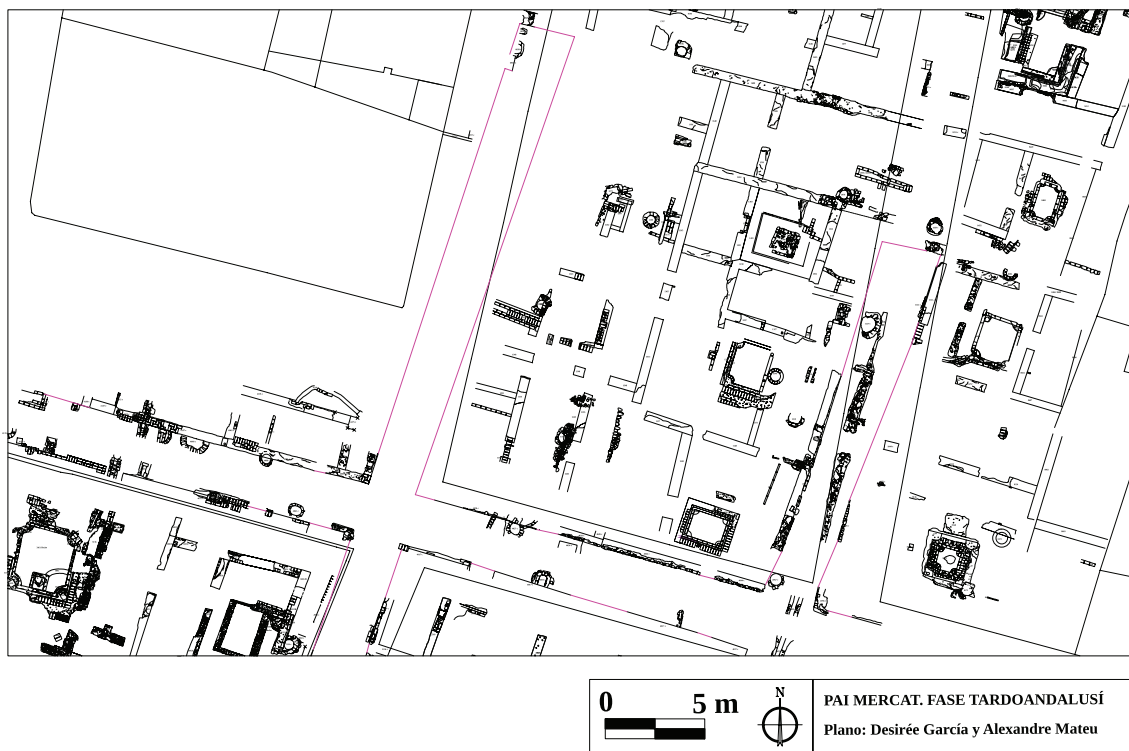 0 5 m
N
PAI MERCAT. FASE TARDOANDALUSÍ
Plano: Desirée García y Alexandre Mateu